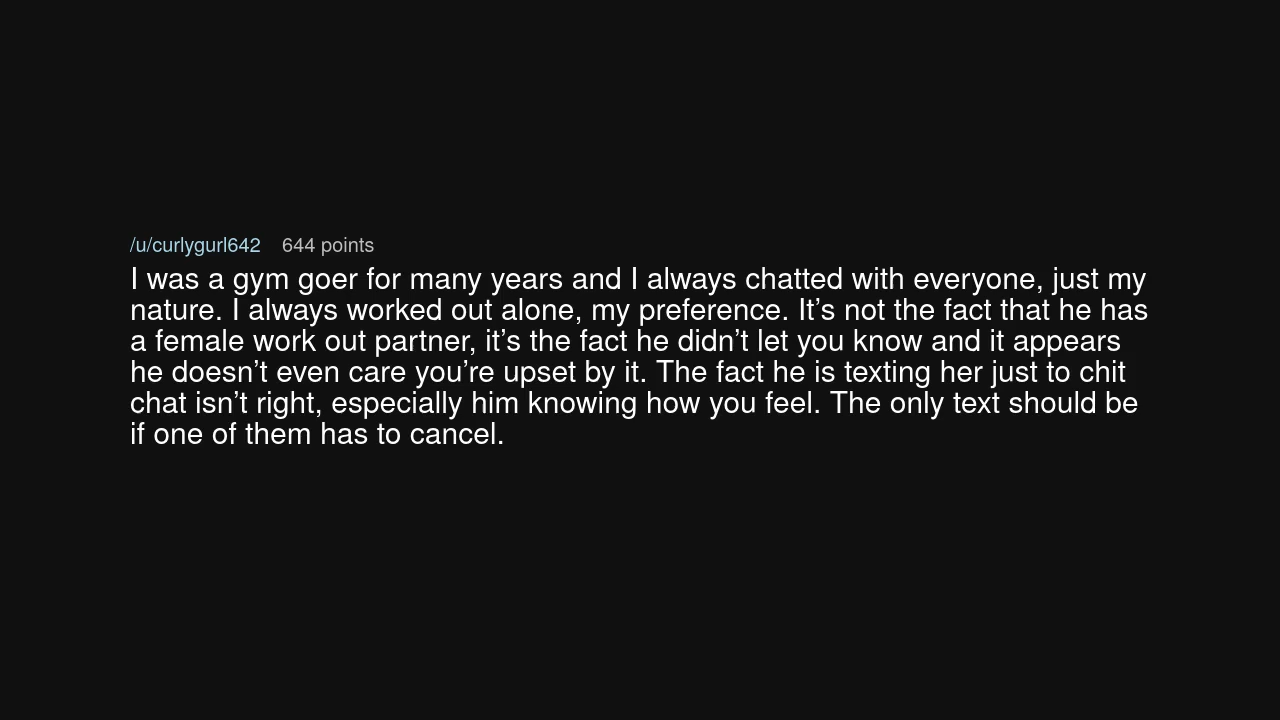 /u/curlygurl642 644 points
I was a gym goer for many years and I always chatted with everyone, just my
nature. I always worked out alone, my preference. It’s not the fact that he has
a female work out partner, it’s the fact he didn’t let you know and it appears
he doesn’t even care you’re upset by it. The fact he is texting her just to chit
chat isn’t right, especially him knowing how you feel. The only text should be
if one of them has to cancel.